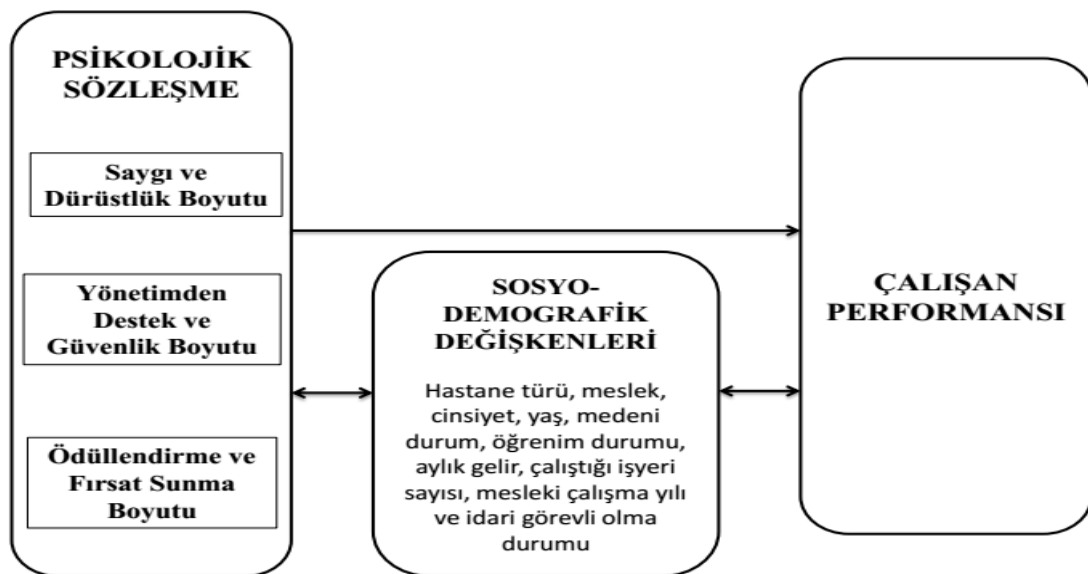 PSİKOLOJİK
SÖZLEŞME
Saygı ve
Dürüstlük Boyutu
Yönetimden
Destek ve
Güvenlik Boyutu
Ödüllendirme ve
Fırsat Sunma
Boyutu
SOSYO-
DEMOGRAFİK
DEĞİŞKENLERİ
Hastane türü, meslek,
cinsiyet, yaş, medeni
durum, öğrenim durumu,
aylık gelir, çalıştığı işyeri
sayısı, mesleki çalışma yılı
ve idari görevli olma
durumu
ÇALIŞAN
PERFORMANSI